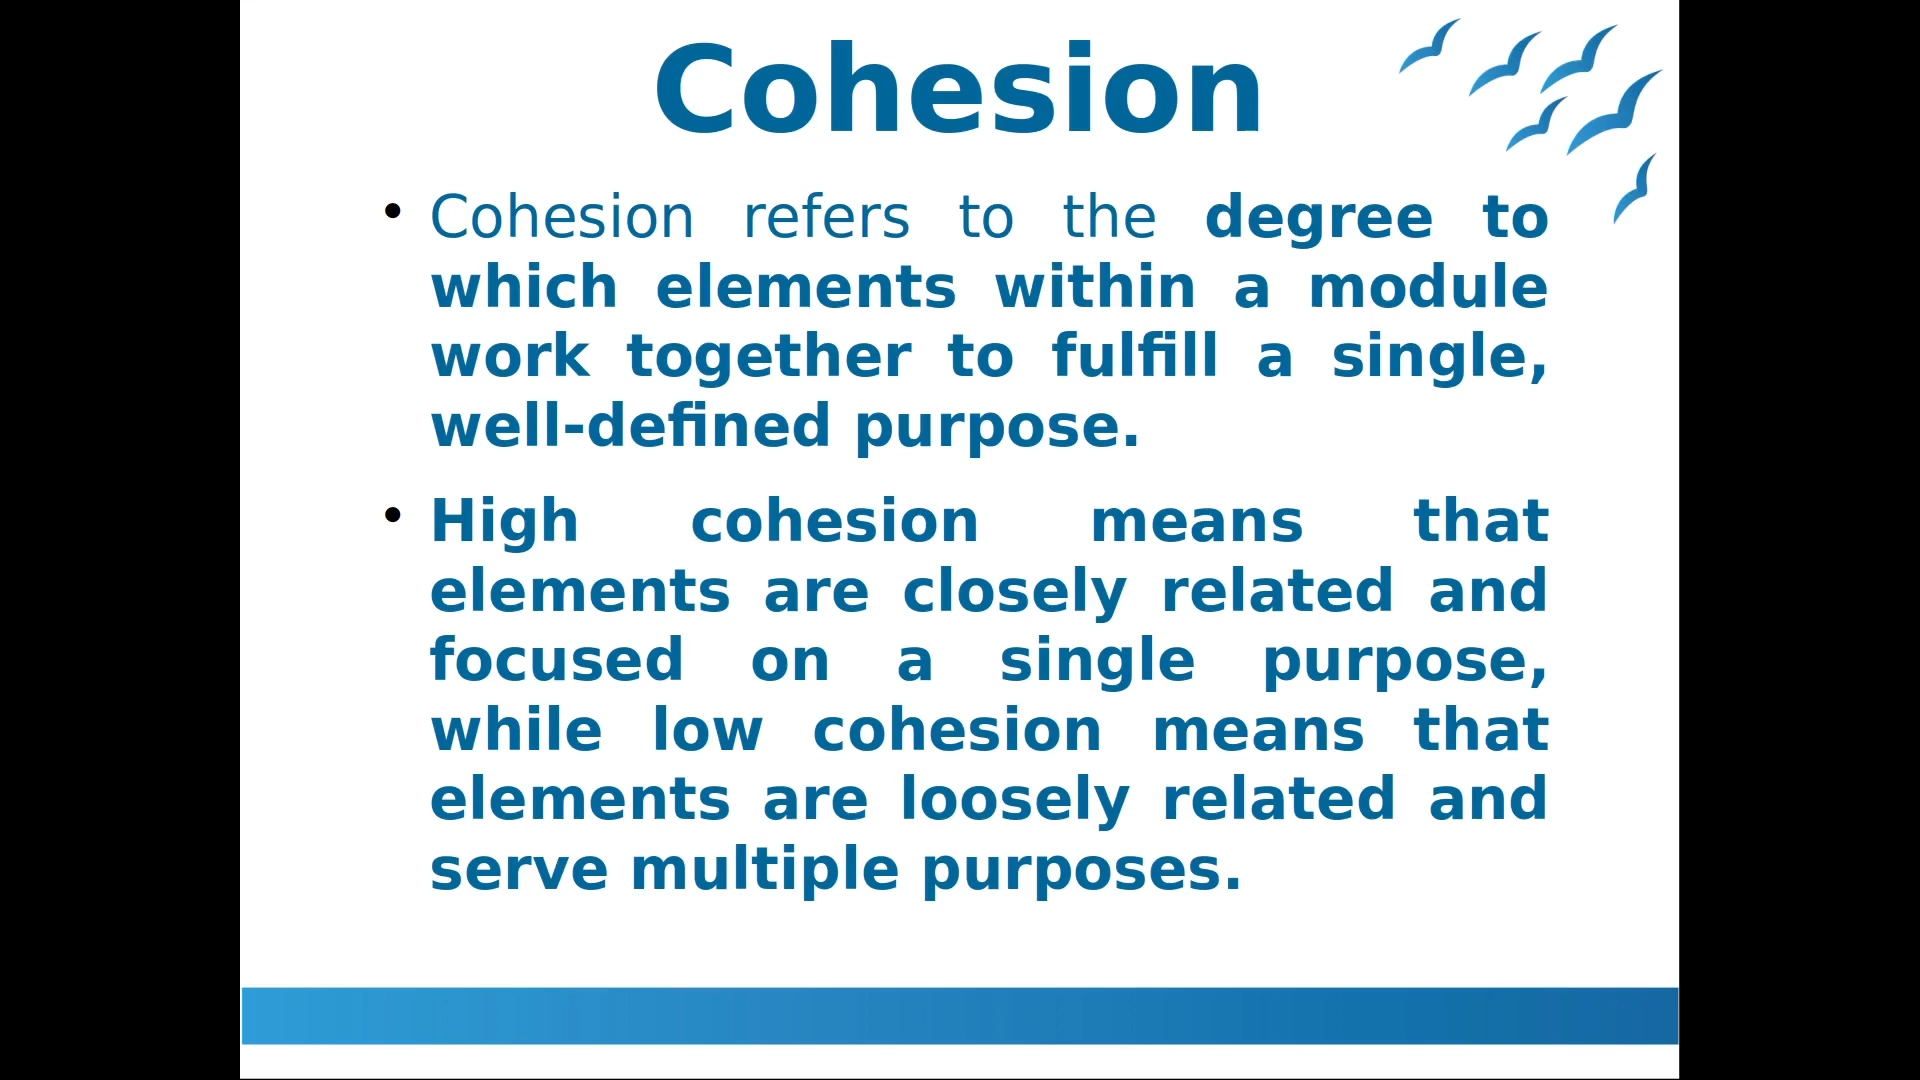 Cohesion
• Cohesion refers to the degree to
which elements within a module
work together to fulfill a single,
well-defined purpose.
• High cohesion means that
elements are closely related and
focused on a single purpose,
while low cohesion means that
elements are loosely related and
serve multiple purposes.